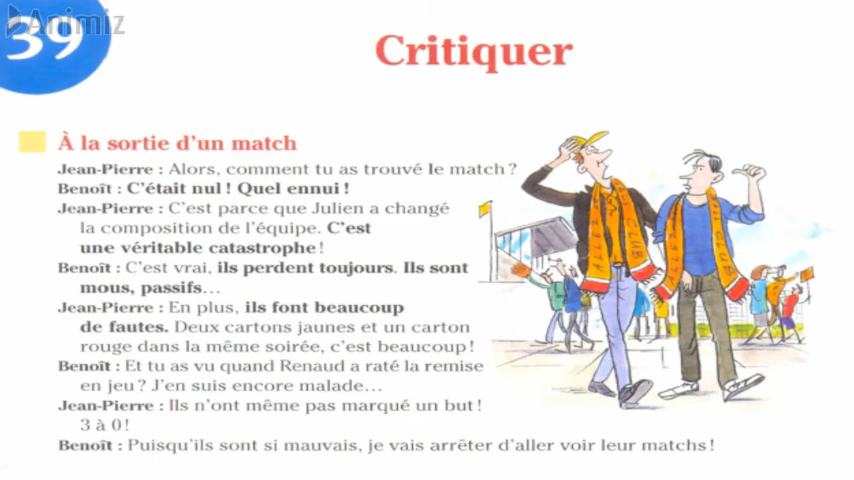 Animiz
39
Critiquer
À la sortie d'un match
Jean-Pierre : Alors, comment tu as trouvé le match ?
Benoît : C'était nul ! Quel ennui !
Jean-Pierre : C'est parce que Julien a changé
la composition de l'équipe. C'est
une véritable catastrophe !
Benoît : C'est vrai, ils perdent toujours. Ils sont
mous, passifs...
Jean-Pierre : En plus, ils font beaucoup
de fautes. Deux cartons jaunes et un carton
rouge dans la même soirée, c'est beaucoup !
Benoît : Et tu as vu quand Renaud a raté la remise
en jeu ? J'en suis encore malade...
Jean-Pierre : Ils n'ont même pas marqué un but !
3 à 0 !
Benoît : Puisqu'ils sont si mauvais, je vais arrêter d'aller voir leur matchs !
ALLEZ
CLUB
ALLEZ
CLUB